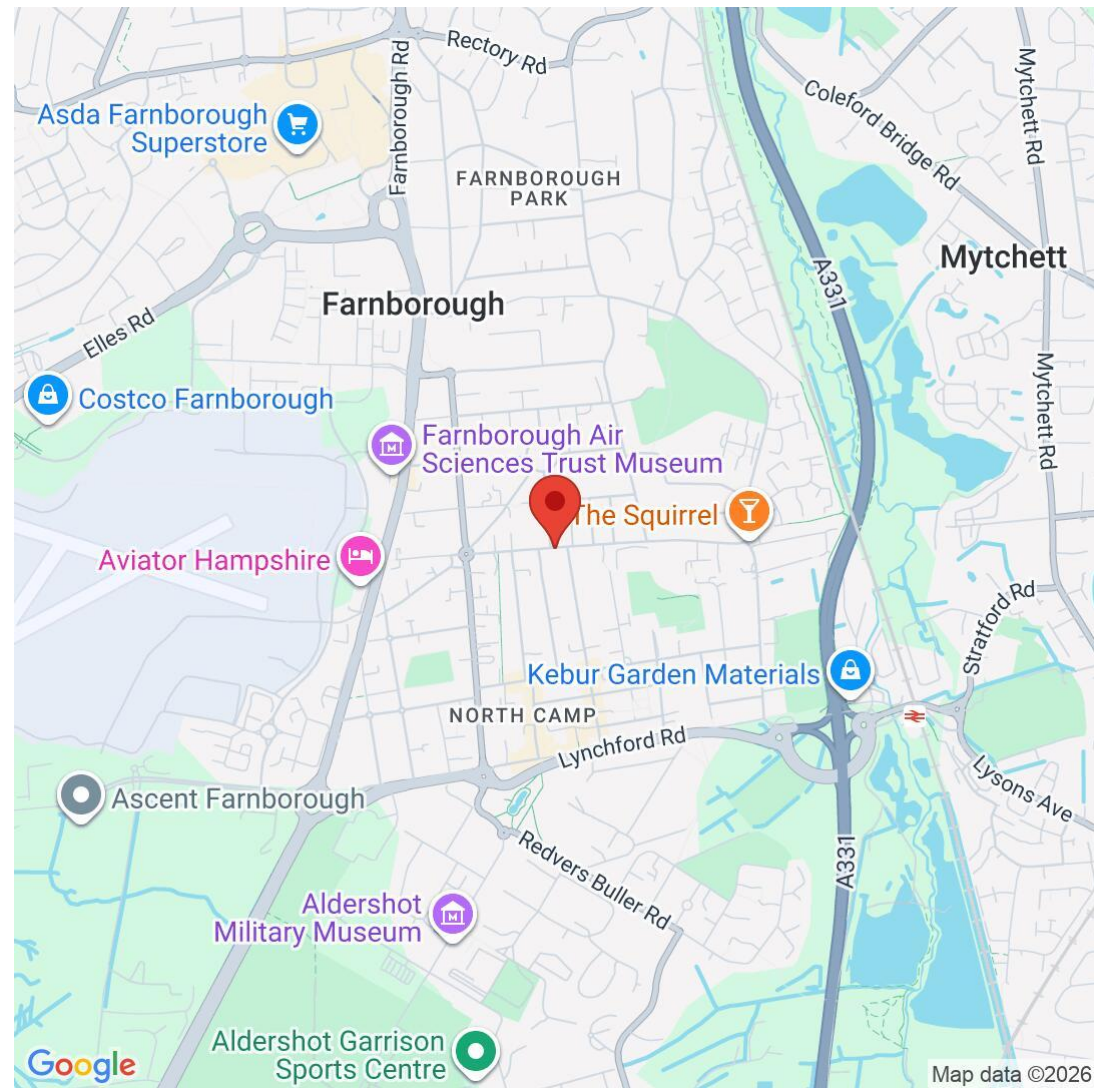 Rectory Rd
Farnborough Rd
Asda Farnborough
Superstore
Coleford Bridge Rd
Mytchett Rd
FARNBOROUGH
PARK
Mytchett
A331
Farnborough
Elles Rd
Mytchett Rd
Costco Farnborough
Farnborough Air
Sciences Trust Museum
The Squirrel
Aviator Hampshire
Stratford Rd
Kebur Garden Materials
NORTH CAMP
Lynchford Rd
Lysons Ave
Ascent Farnborough
Redvers Buller Rd
A331
Aldershot
Military Museum
Aldershot Garrison
Sports Centre
Google
Map data ©2026